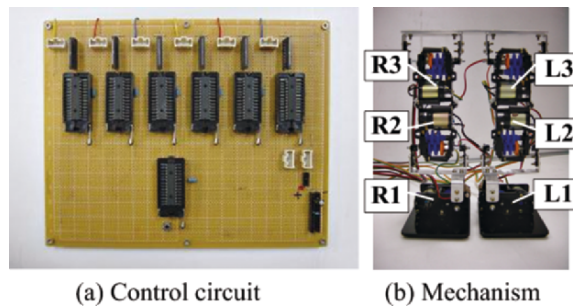 R3
L3
R2
L2
R1
L1
(a) Control circuit
(b) Mechanism